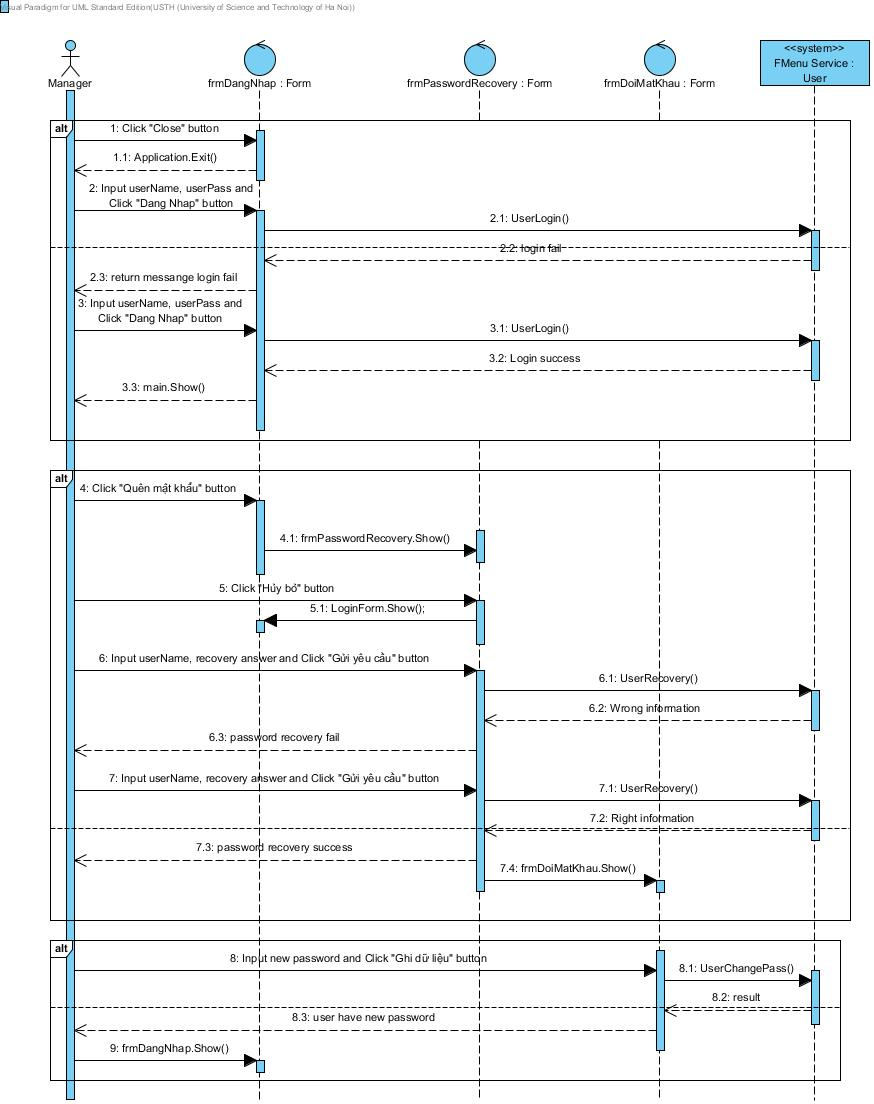 Visual Paradigm for UML Standard Edition(USTH (University of Science and Technology of Ha Noi))
<<system>>
FMenu Service :
User
Manager
frmDangNhap : Form
frmPasswordRecovery : Form
frmDoiMatKhau : Form
alt
1: Click "Close" button
1.1: Application.Exit()
2: Input userName, userPass and
Click "Dang Nhap" button
2.1: UserLogin()
2.2: login fail
2.3: return messange login fail
3: Input userName, userPass and
Click "Dang Nhap" button
3.1: UserLogin()
3.2: Login success
3.3: main.Show()
alt
4: Click "Quên mật khẩu" button
4.1: frmPasswordRecovery.Show()
5: Click "Hủy bỏ" button
5.1: LoginForm.Show();
6: Input userName, recovery answer and Click "Gửi yêu cầu" button
6.1: UserRecovery()
6.2: Wrong information
6.3: password recovery fail
7: Input userName, recovery answer and Click "Gửi yêu cầu" button
7.1: UserRecovery()
7.2: Right information
7.3: password recovery success
7.4: frmDoiMatKhau.Show()
alt
8: Input new password and Click "Ghi dữ liệu" button
8.1: UserChangePass()
8.2: result
8.3: user have new password
9: frmDangNhap.Show()